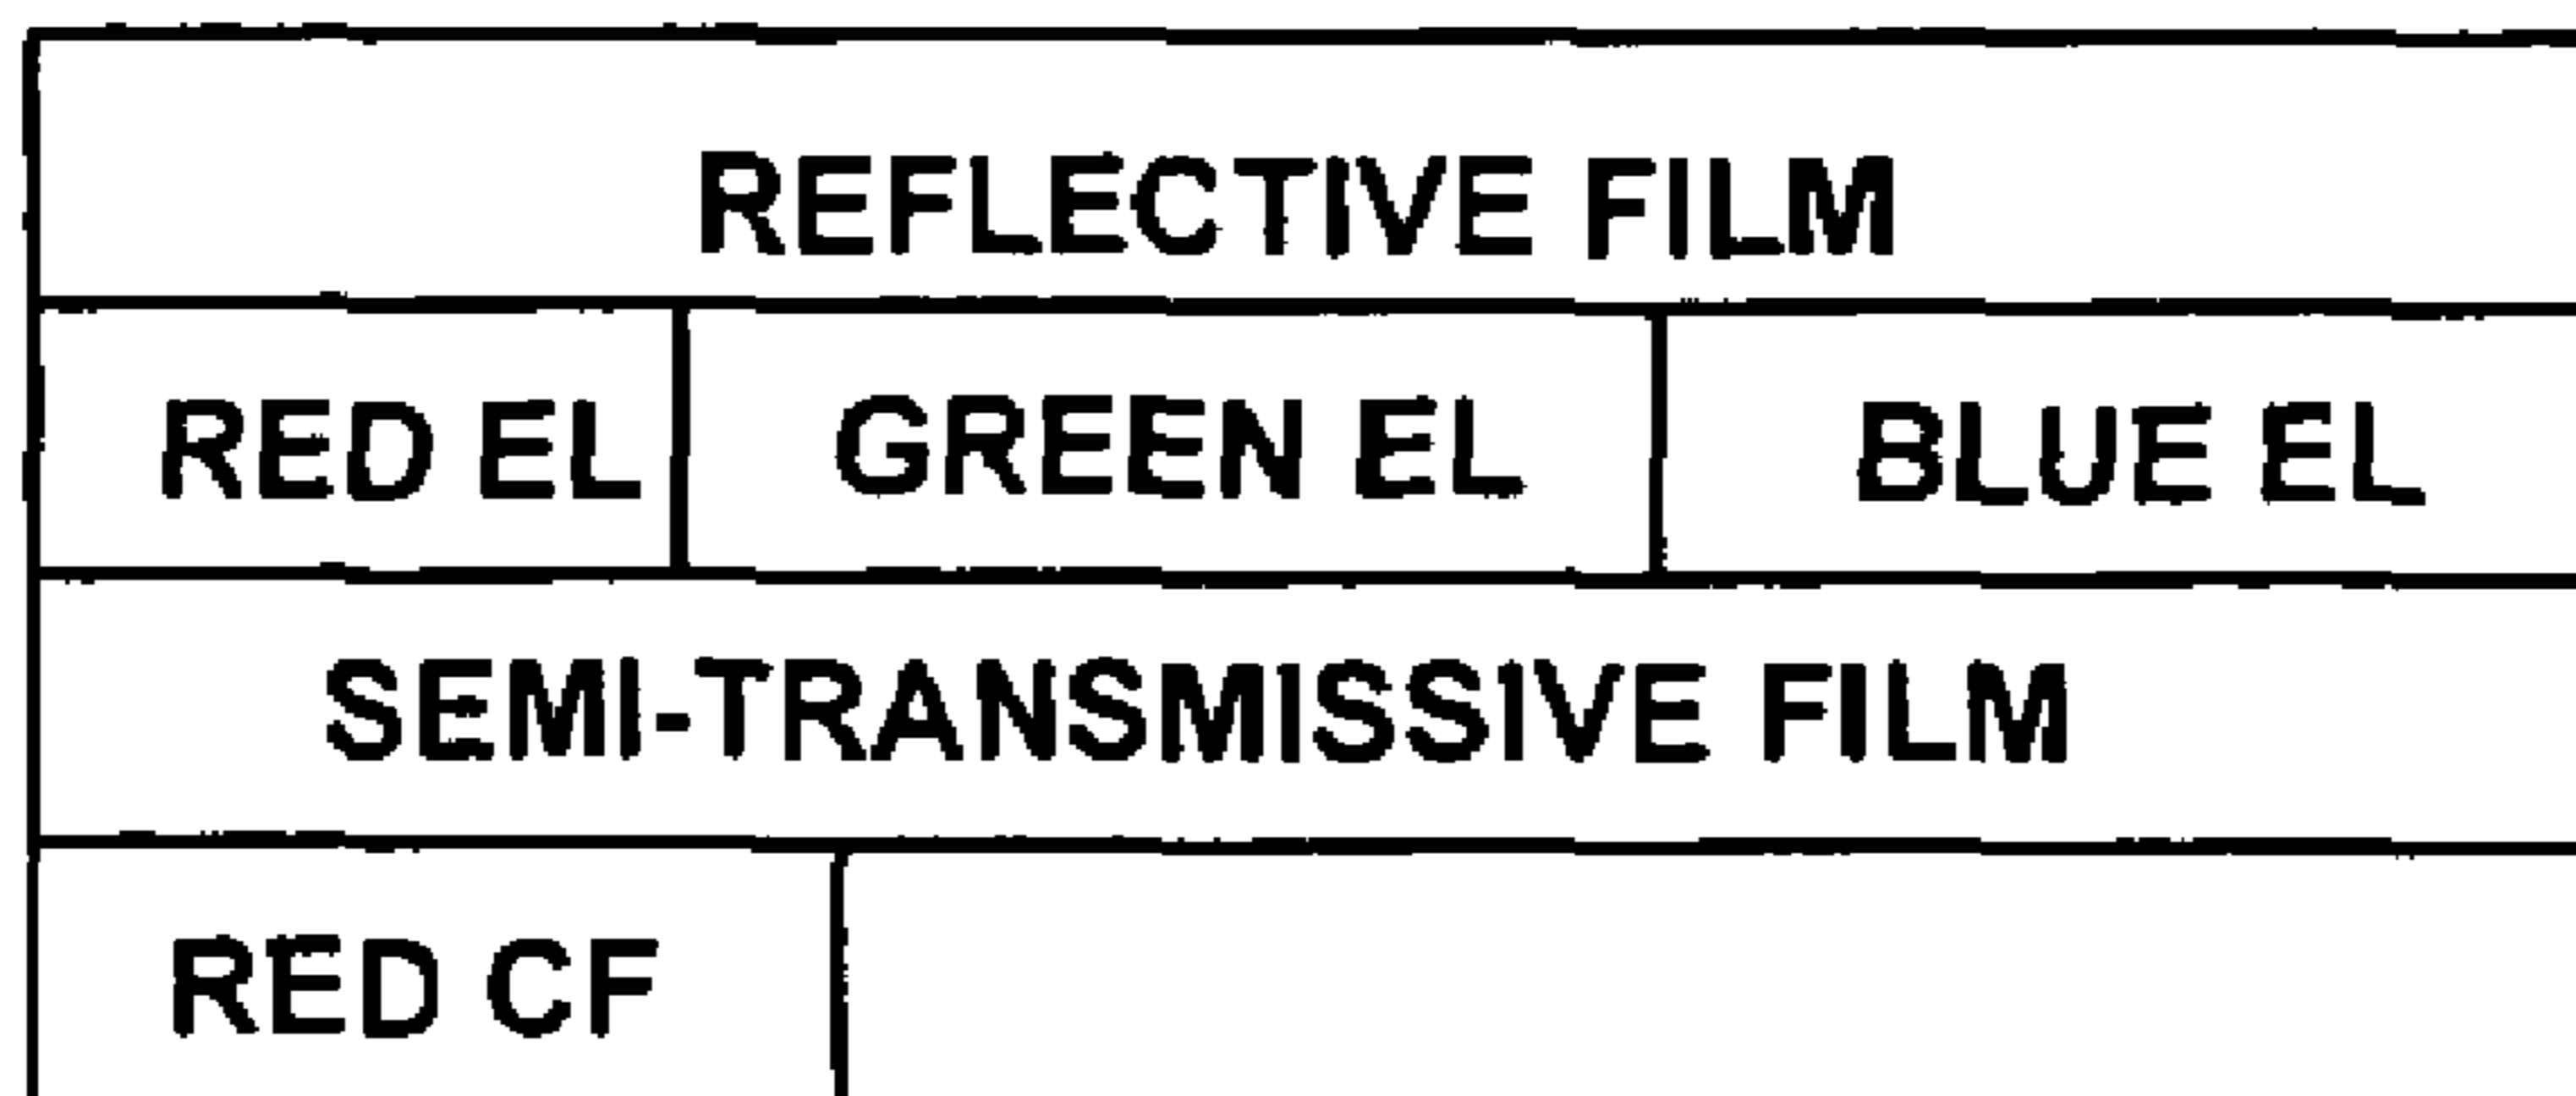 REFLECTIVE FILM
RED EL GREEN EL BLUE EL
SEMI-TRANSMISSIVE FILM
RED CF